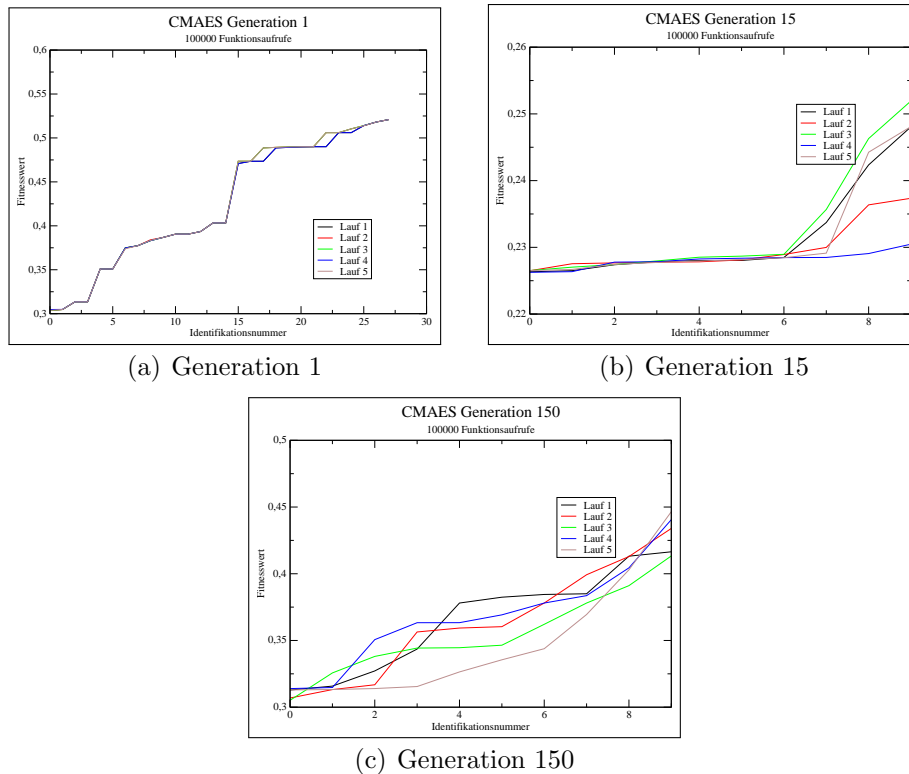 CMAES Generation 1
100000 Funktionsaufrufe
0,6
0,55
0,5
0,45
0,4
0,35
0,3
Fitnesswert
0
5
10
15
20
25
30
Identifikationsnummer
Lauf 1
Lauf 2
Lauf 3
Lauf 4
Lauf 5
(a) Generation 1
CMAES Generation 15
100000 Funktionsaufrufe
0,26
0,25
0,24
0,23
0,22
Fitnesswert
0
2
4
6
8
Identifikationsnummer
Lauf 1
Lauf 2
Lauf 3
Lauf 4
Lauf 5
(b) Generation 15
CMAES Generation 150
100000 Funktionsaufrufe
0,5
0,45
0,4
0,35
0,3
Fitnesswert
0
2
4
6
8
Identifikationsnummer
Lauf 1
Lauf 2
Lauf 3
Lauf 4
Lauf 5
(c) Generation 150